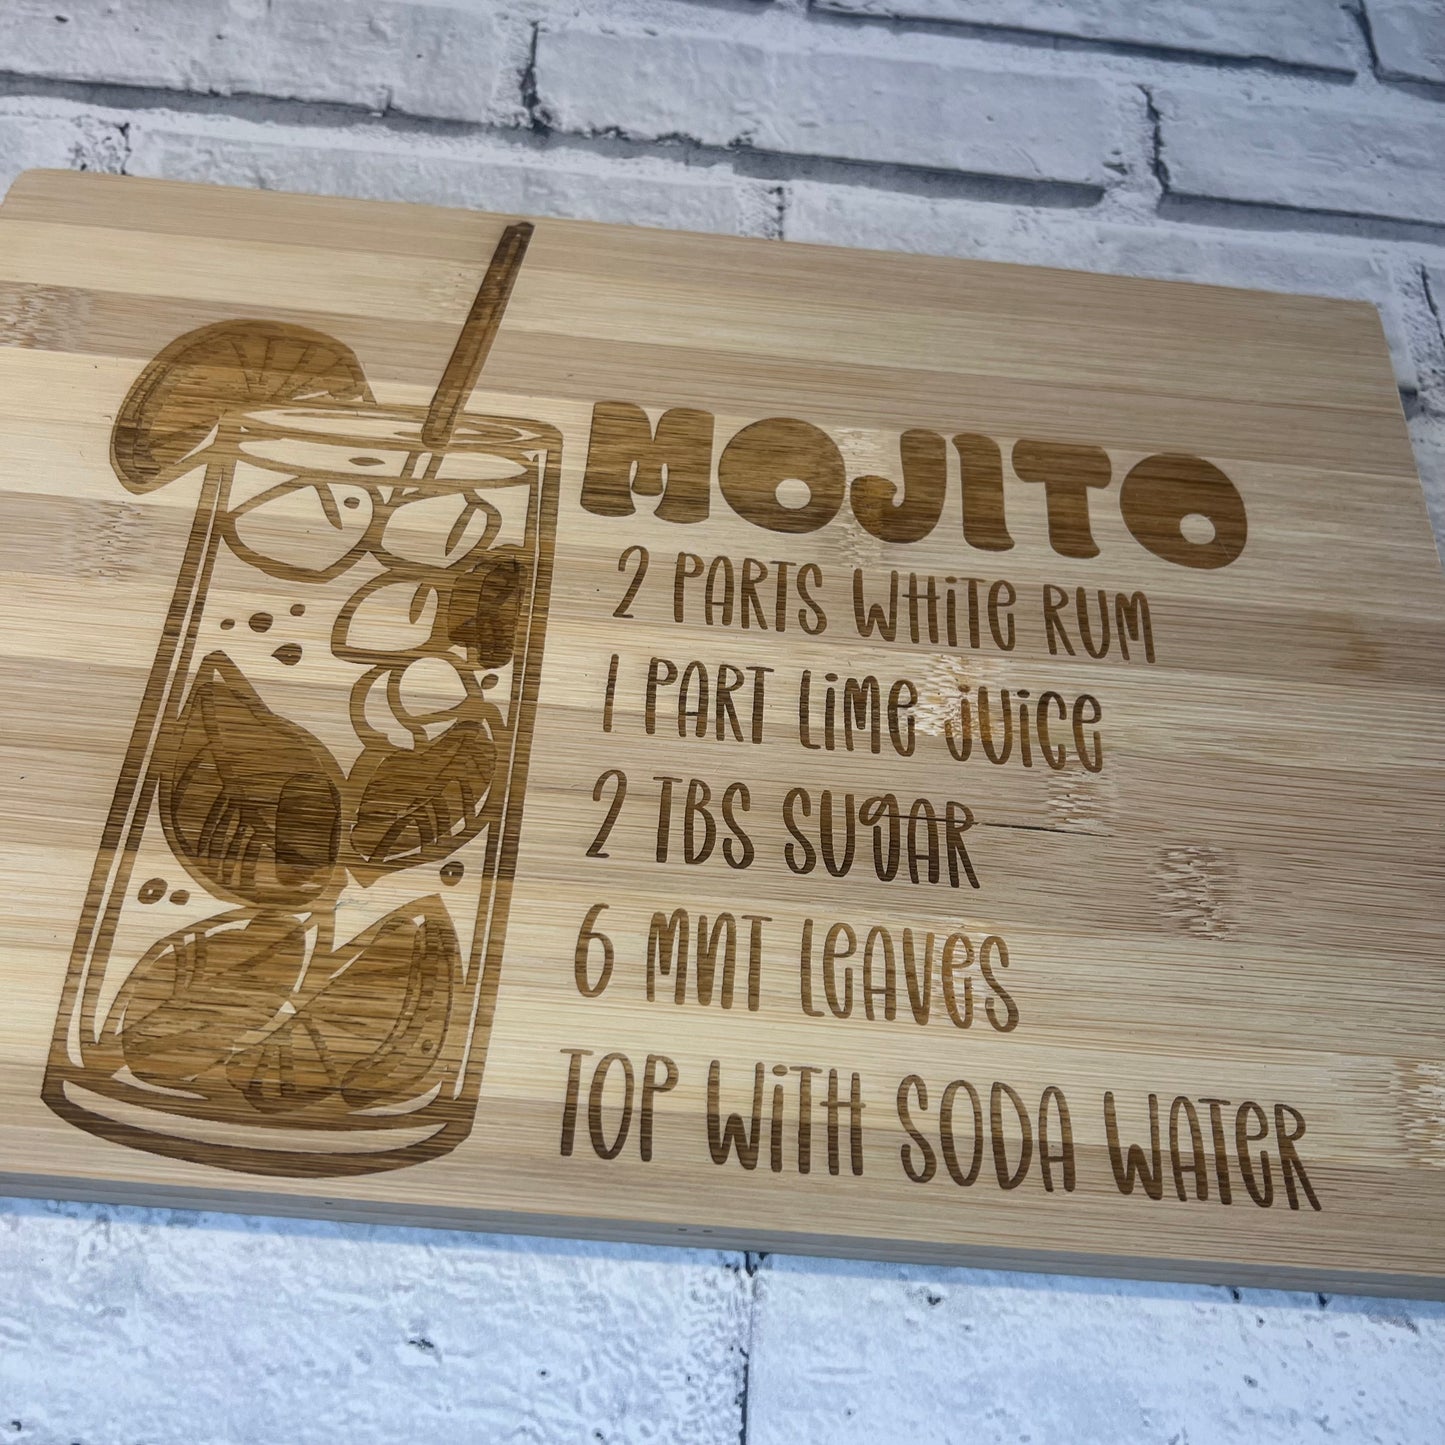 MOJITO
2 PARTS WHiTe RUM
1 PART LiMe JUiCe
2 TBS SUGAR
6 MNT LeAVeS
TOP WiTH SODA WATeR